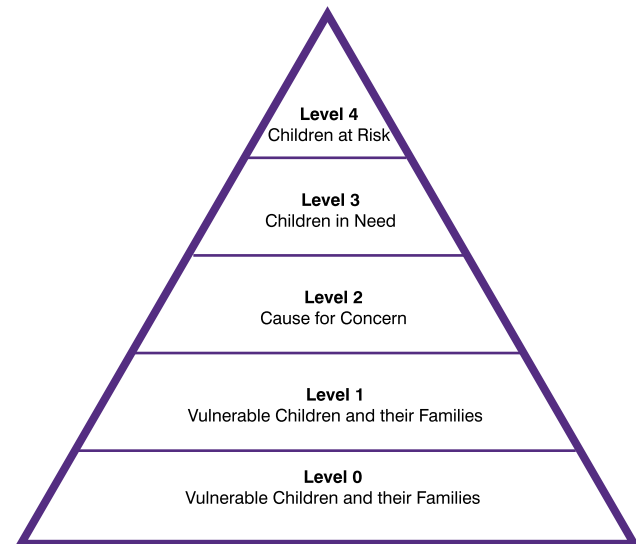 Level 4
Children at Risk
Level 3
Children in Need
Level 2
Cause for Concern
Level 1
Vulnerable Children and their Families
Level 0
Vulnerable Children and their Families